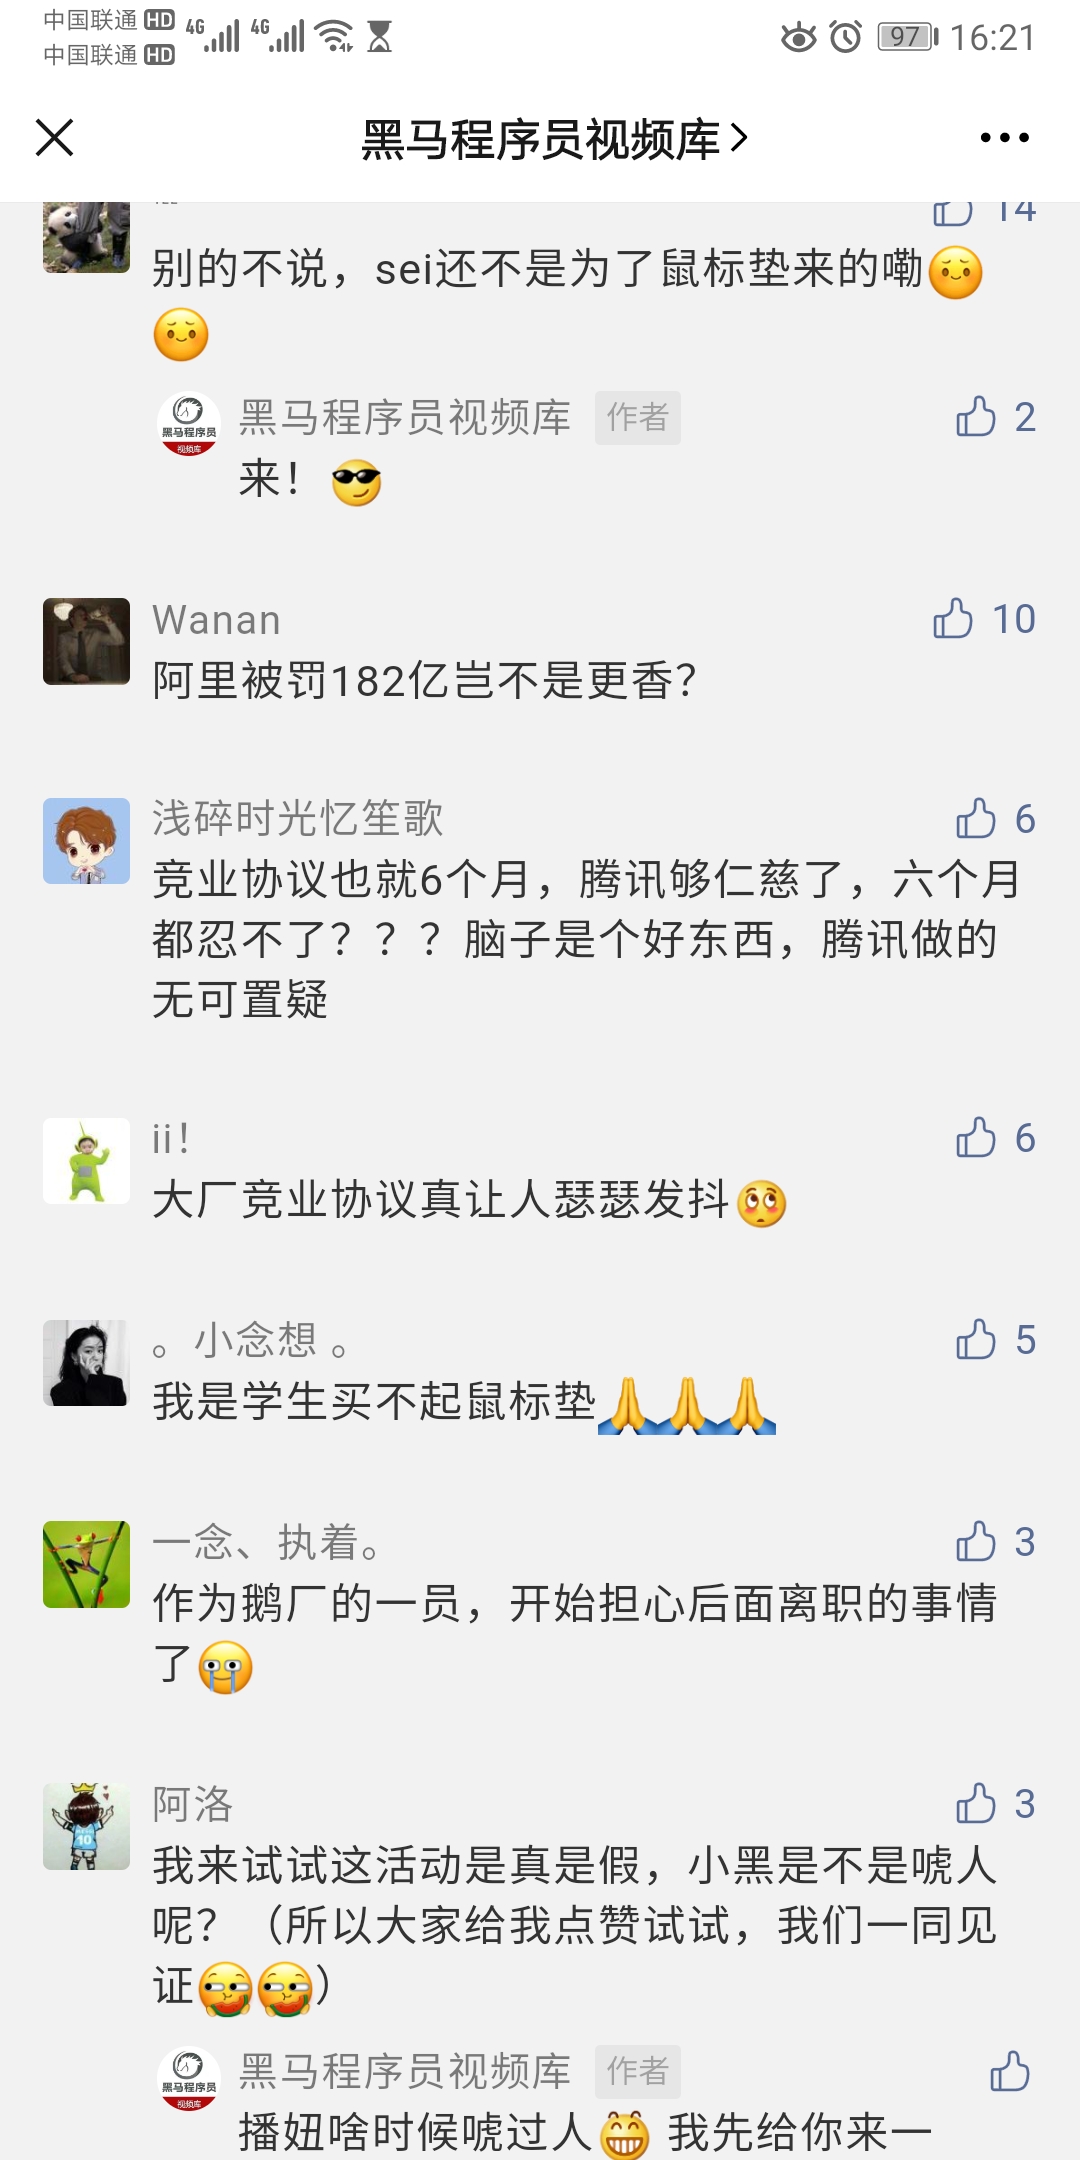 中国联通 HD 4G 4G 97 16:21
中国联通 HD
黑马程序员视频库
14
别的不说，sei还不是为了鼠标垫来的嘞
黑马程序员视频库 作者 2
黑马程序员
视频库
来！
Wanan 10
阿里被罚182亿岂不是更香？
浅碎时光忆笙歌 6
竞业协议也就6个月，腾讯够仁慈了，六个月
都忍不了？？？脑子是个好东西，腾讯做的
无可置疑
ii！ 6
大厂竞业协议真让人瑟瑟发抖
。小念想 。 5
我是学生买不起鼠标垫
一念、执着。 3
作为鹅厂的一员，开始担心后面离职的事情
了
阿洛 3
10
我来试试这活动是真是假，小黑是不是唬人
呢？（所以大家给我点赞试试，我们一同见
证）
黑马程序员视频库 作者
黑马程序员
视频库
播妞啥时候唬过人 我先给你来一